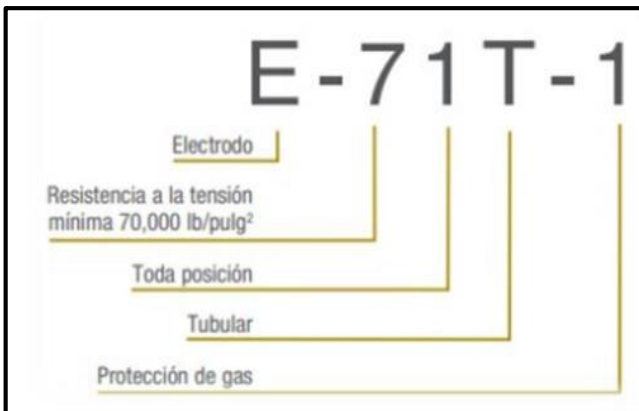 E-71T-1
Electrodo
Resistencia a la tensión
mínima 70,000 lb/pulg²
Toda posición
Tubular
Protección de gas